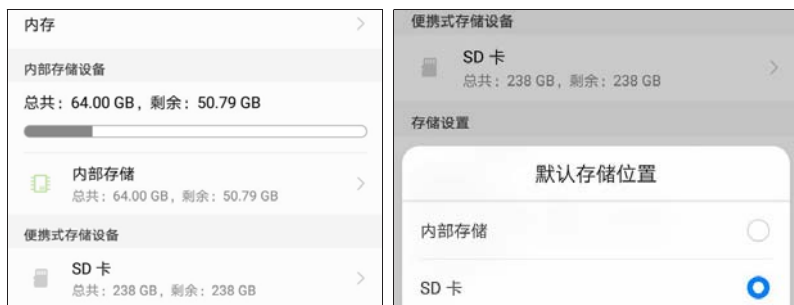 内存
内部存储设备
总共：64.00 GB，剩余：50.79 GB
内部存储
总共：64.00 GB，剩余：50.79 GB
便携式存储设备
SD 卡
总共：238 GB，剩余：238 GB
便携式存储设备
SD 卡
总共：238 GB，剩余：238 GB
存储设置
默认存储位置
内部存储
SD 卡